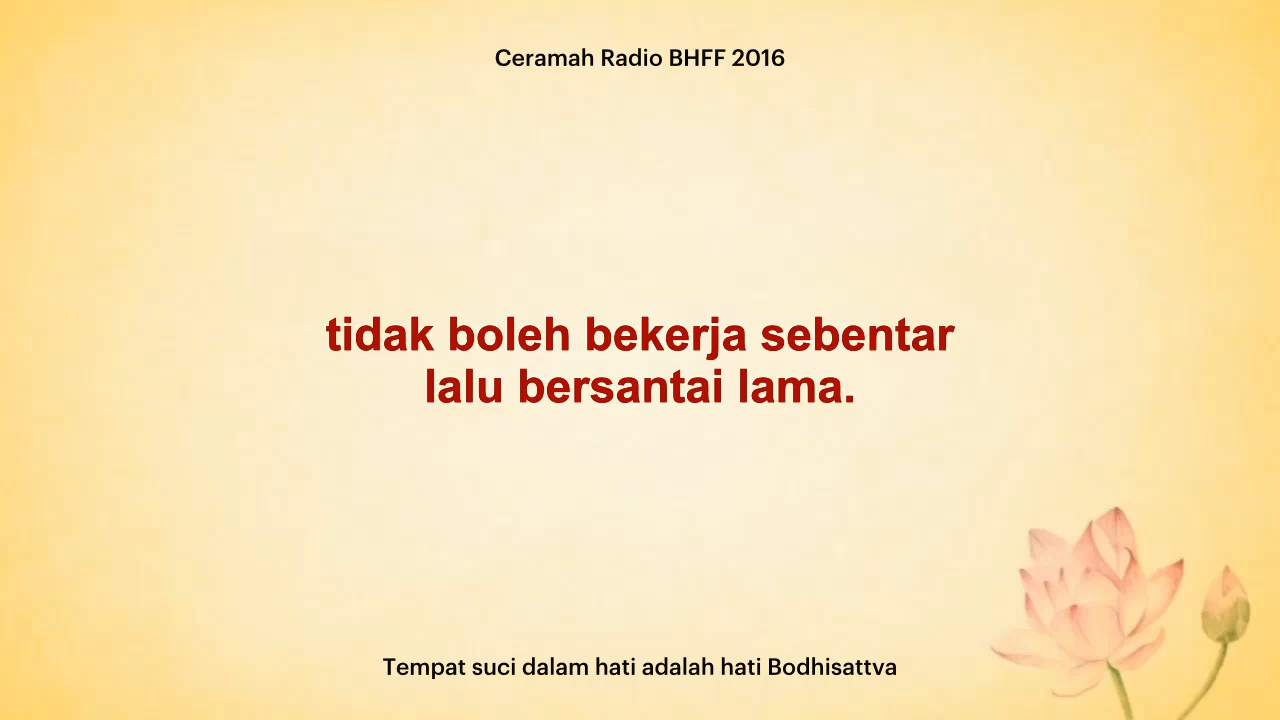 Ceramah Radio BHFF 2016
tidak boleh bekerja sebentar
lalu bersantai lama.
Tempat suci dalam hati adalah hati Bodhisattva